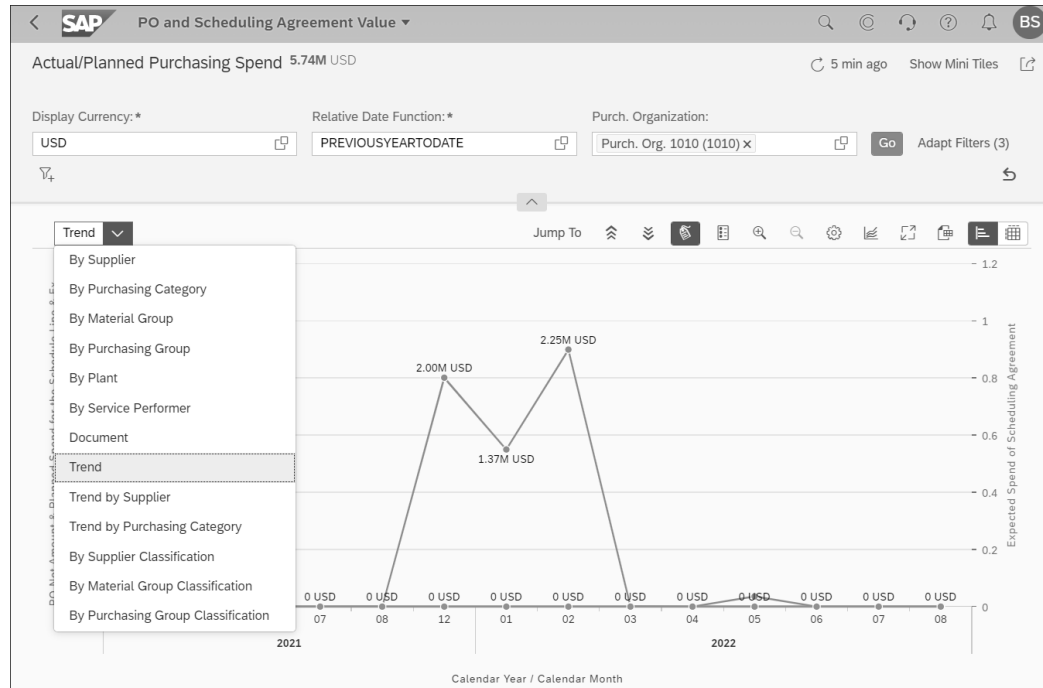 SAP PO and Scheduling Agreement Value BS
Actual/Planned Purchasing Spend 5.74M USD 5 min ago Show Mini Tiles
Display Currency:* Relative Date Function:* Purch. Organization:
USD PREVIOUSYEARTODATE Purch. Org. 1010 (1010) Go Adapt Filters (3)
Trend Jump To
By Supplier
By Purchasing Category
By Material Group
By Purchasing Group
By Plant
By Service Performer
Document
Trend
Trend by Supplier
Trend by Purchasing Category
By Supplier Classification
By Material Group Classification
By Purchasing Group Classification
2.00M USD
1.37M USD
2.25M USD
0 USD 0 USD 0 USD 0 USD 0 USD 0 USD 0 USD 0 USD 0 USD 0 USD 0 USD
1.2
1
0.8
0.6
0.4
0.2
0
Expected Spend of Scheduling Agreement
07 08 12 01 02 03 04 05 06 07 08
2021 2022
Calendar Year / Calendar Month